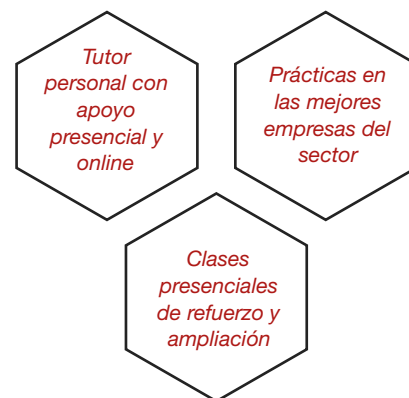 Tutor
personal con
apoyo
presencial y
online
Prácticas en
las mejores
empresas del
sector
Clases
presenciales
de refuerzo y
ampliación